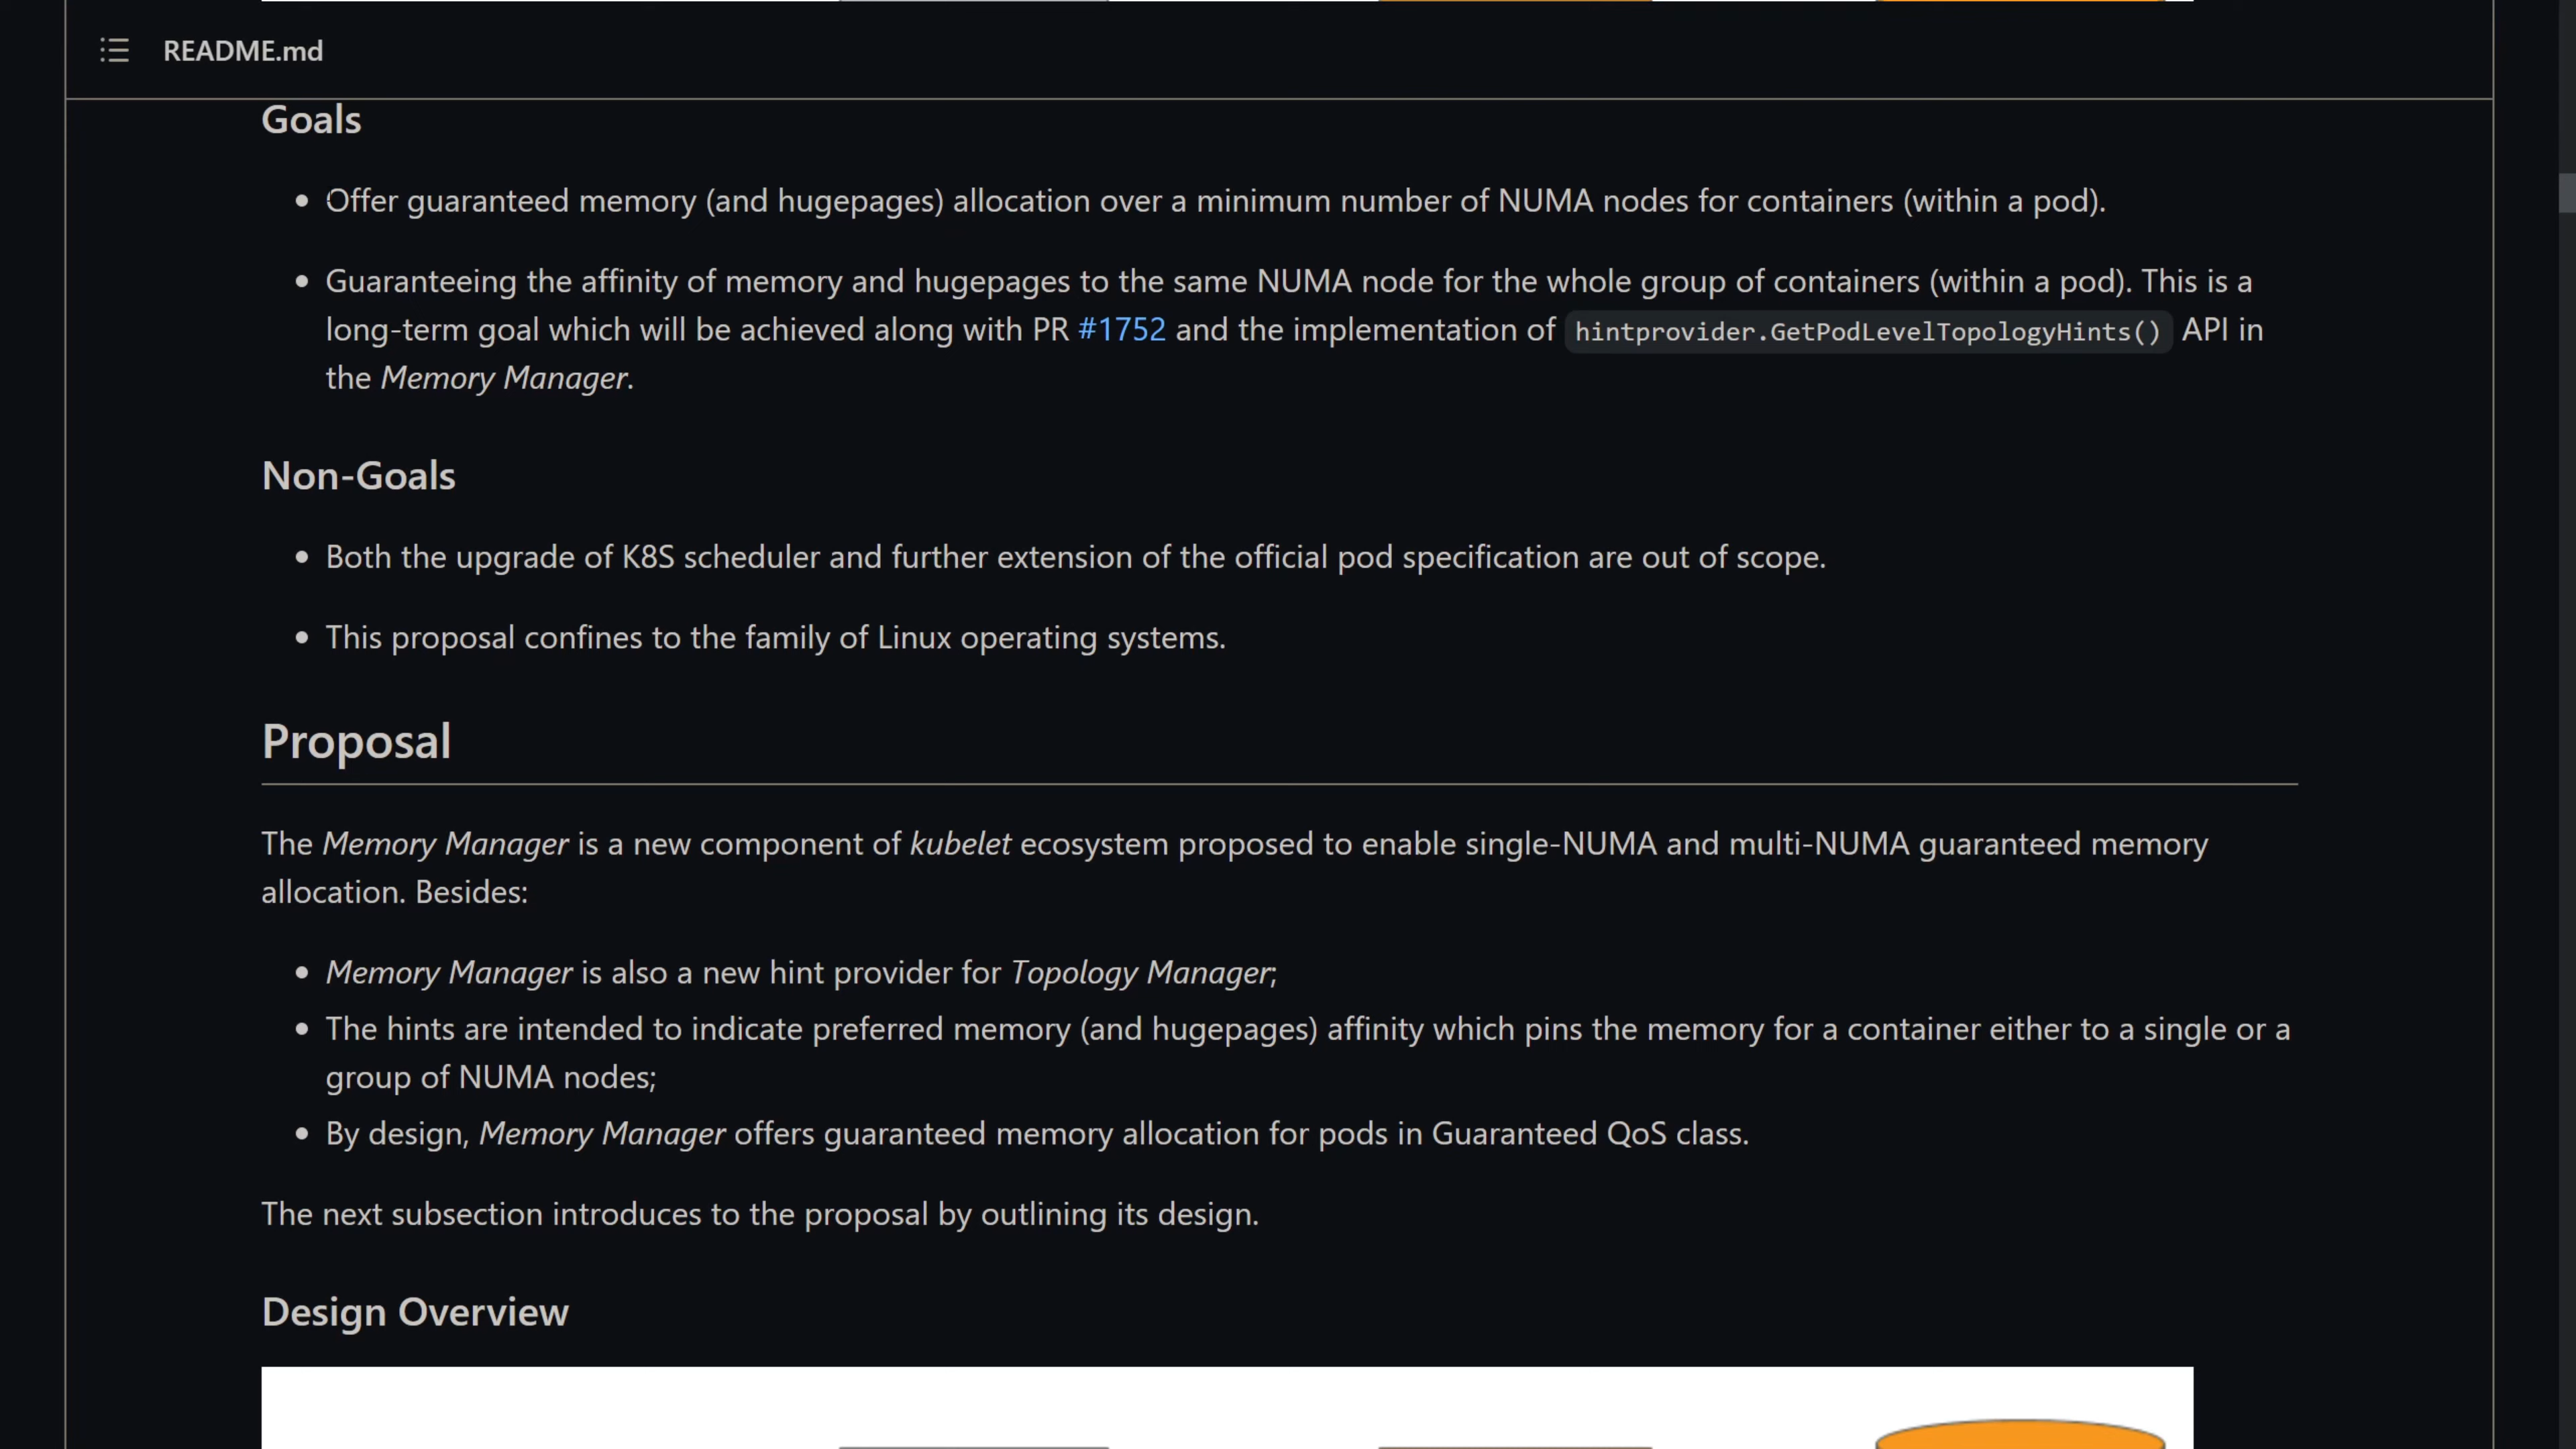 README.md
Goals
Offer guaranteed memory (and hugepages) allocation over a minimum number of NUMA nodes for containers (within a pod).
Guaranteeing the affinity of memory and hugepages to the same NUMA node for the whole group of containers (within a pod). This is a
long-term goal which will be achieved along with PR #1752 and the implementation of hintprovider.GetPodLevelTopologyHints() API in
the Memory Manager.
Non-Goals
Both the upgrade of K8S scheduler and further extension of the official pod specification are out of scope.
This proposal confines to the family of Linux operating systems.
Proposal
The Memory Manager is a new component of kubelet ecosystem proposed to enable single-NUMA and multi-NUMA guaranteed memory
allocation. Besides:
Memory Manager is also a new hint provider for Topology Manager;
The hints are intended to indicate preferred memory (and hugepages) affinity which pins the memory for a container either to a single or a
group of NUMA nodes;
By design, Memory Manager offers guaranteed memory allocation for pods in Guaranteed QoS class.
The next subsection introduces to the proposal by outlining its design.
Design Overview